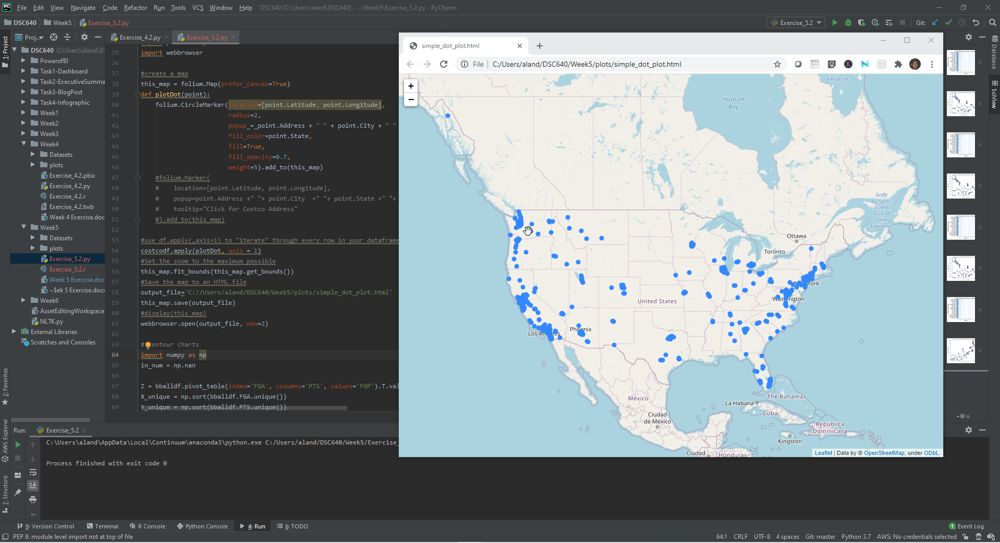 File Edit View Navigate Code Refactor Run Tools VCS Window Help DSC640 [C:\Users\aland\DSC640] - ...\Week5\Exercise_5.2.py - PyCharm
DSC640 Week5 Exercise_5.2.py
Exercise_5.2 Git:
Proj.. Exercise_4.2.py Exercise_5.2.py
1: Project
DSC640 C:\Users\aland\DS
PowerofBI
Task1-Dashboard
Task2-ExecutiveSumma
Task3-BlogPost
Task4-Infographic
Week1
Week2
Week3
Week4
Datasets
plots
Exercise_4.2.pbix
Exercise_4.2.py
Exercise_4.2.r
Exercise_4.2.twb
Week 4 Exercise.doc
Week5
Datasets
plots
Exercise_5.2.py
Exercise_5.2.r
Week 5 Exercise.doc
~$ek 5 Exercise.docx
Week6
AssetEditingWorkspace
NLTK.py
External Libraries
Scratches and Consoles
35 import webbrowser
36
37 #create a map
38 this_map = folium.Map(prefer_canvas=True)
39 def plotDot(point):
40 folium.CircleMarker(location=[point.Latitude, point.Longitude],
41 radius=2,
42 popup = point.Address + " " + point.City + " "
43 fill_color=point.State,
44 fill=True,
45 fill_opacity=0.7,
46 weight=5).add_to(this_map)
47 #folium.Marker(
48 # location=[point.Latitude, point.Longitude],
49 # popup=point.Address +" "+ point.City +" "+ point.State +" "+
50 # tooltip="Click for Costco Address"
51 #).add_to(this_map)
52
53 #use df.apply(,axis=1) to "iterate" through every row in your dataframe
54 costcodf.apply(plotDot, axis = 1)
55 #Set the zoom to the maximum possible
56 this_map.fit_bounds(this_map.get_bounds())
57 #Save the map to an HTML file
58 output_file='C://Users/aland/DSC640/Week5/plots/simple_dot_plot.html'
59 this_map.save(output_file)
60 #display(this_map)
61 webbrowser.open(output_file, new=2)
62
63 # ontour charts
64 import numpy as np
65 in_num = np.nan
66
67 Z = bballdf.pivot_table(index='FGA', columns='PTS', values='FGP').T.val
68 X_unique = np.sort(bballdf.FGA.unique())
69 Y_unique = np.sort(bballdf.PTS.unique())
simple_dot_plot.html
File C:/Users/aland/DSC640/Week5/plots/simple_dot_plot.html
+
−
d'Hudson
Hudson
Bay
Golfe
du Saint-
Laurent /
Gulf of
Saint
Lawrence
Ottawa
Toronto
New York
Washington
United States
Los Angeles
Phoenix
México
Ciudad
de México
Ciudad
Honduras
The Bahamas
La Habana
Cuba
República
Dominicana
Kingston
Leaflet | Data by © OpenStreetMap, under ODbL.
Database
SciView
56
2: Favorites
AWS Explorer
7: Structure
Run: Exercise_5.2
C:\Users\aland\AppData\Local\Continuum\anaconda3\python.exe C:/Users/aland/DSC640/Week5/Exercise_
Process finished with exit code 0
9: Version Control Terminal R Console Python Console 4: Run 6: TODO 1 Event Log
PEP 8: module level import not at top of file 64:1 CRLF UTF-8 4 spaces Git: master Python 3.7 AWS: No credentials selected